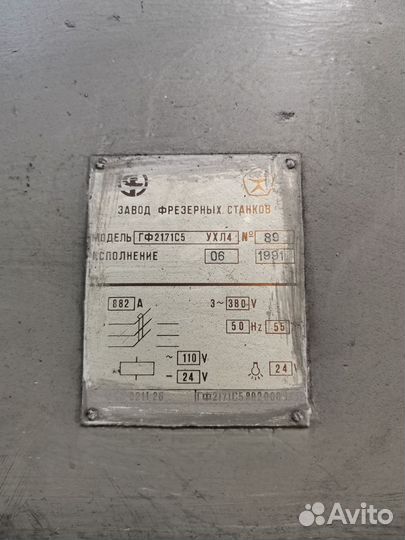 ЗАВОД ФРЕЗЕРНЫХ СТАНКОВ
МОДЕЛЬ ГФ2171С5 УХЛ4 № 89
ИСПОЛНЕНИЕ 06 1991
882 А 3~ 380 V
50 Hz 55
~ 110 V
- 24 V 24 V
ГФ2171С5
Avito